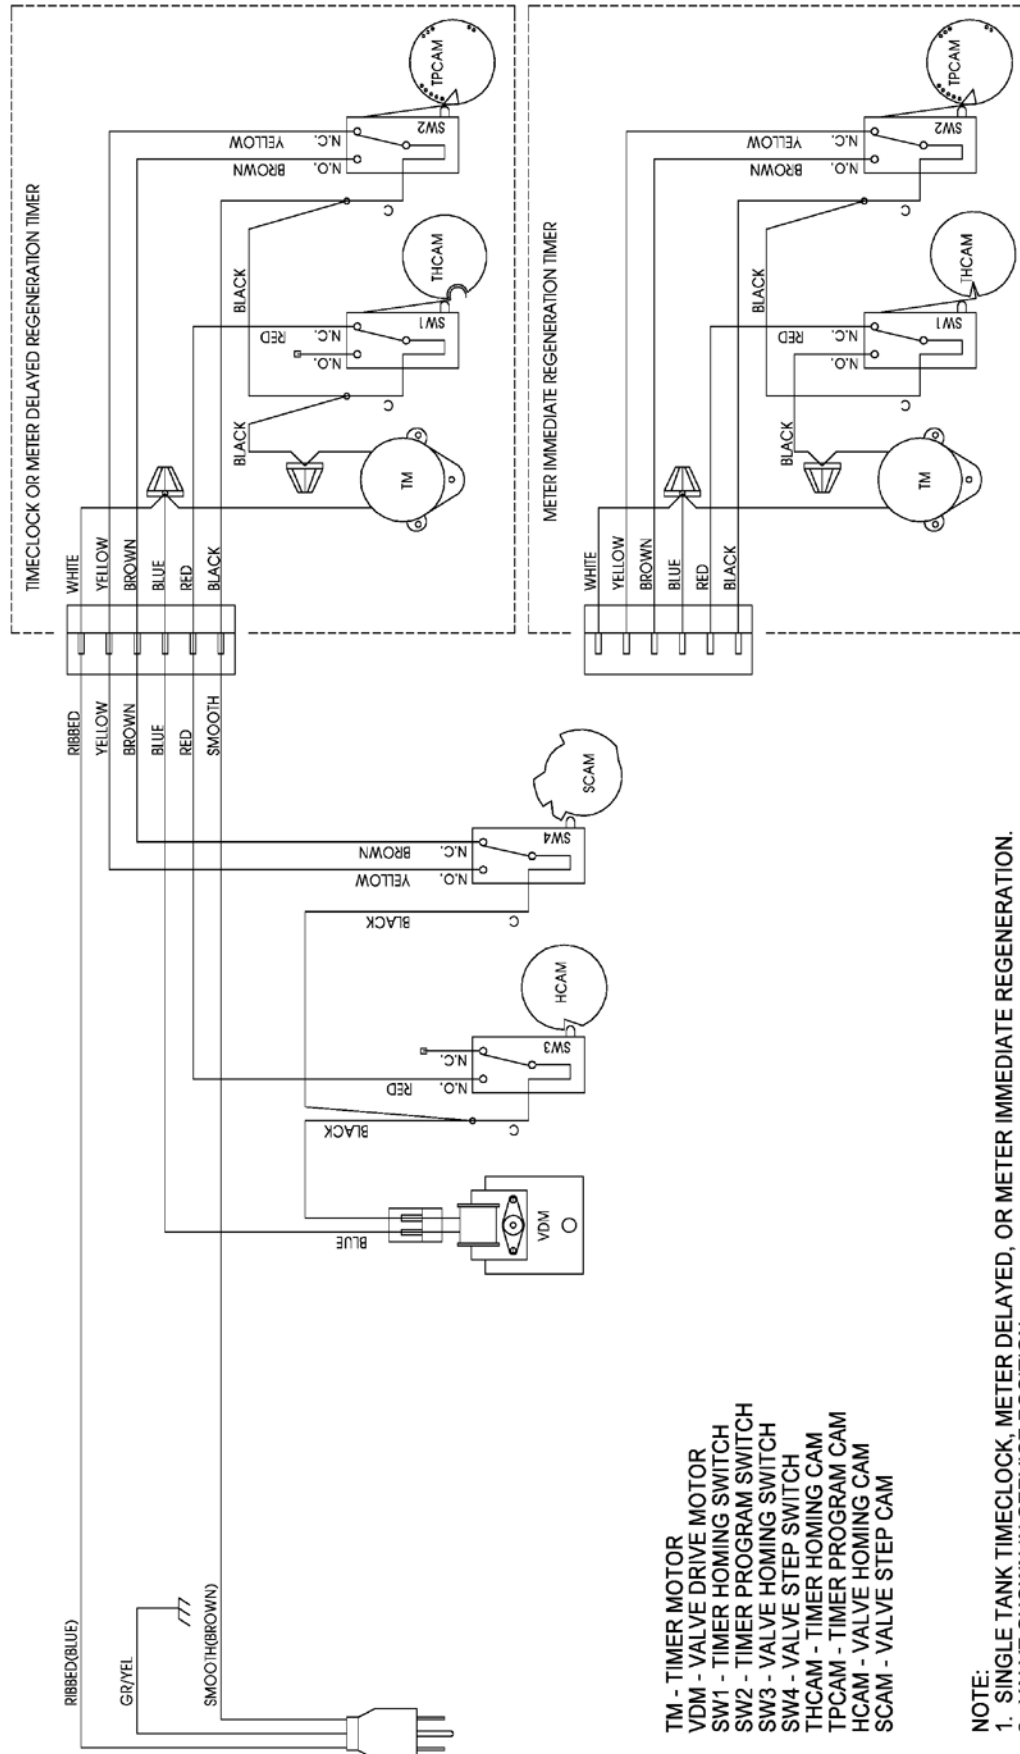 TIMECLOCK OR METER DELAYED REGENERATION TIMER
WHITE
YELLOW
BROWN
BLUE
RED
BLACK
BLACK
BLACK
TM
RED
N.O.
N.C.
C
SW1
THCAM
BROWN
YELLOW
N.O.
N.C.
C
SW2
TPCAM
METER IMMEDIATE REGENERATION TIMER
WHITE
YELLOW
BROWN
BLUE
RED
BLACK
BLACK
BLACK
TM
RED
N.O.
N.C.
C
SW1
THCAM
BROWN
YELLOW
N.O.
N.C.
C
SW2
TPCAM
RIBBED
YELLOW
BROWN
BLUE
RED
SMOOTH
BLUE
VDM
BLACK
RED
N.O.
N.C.
C
SW3
HCAM
BLACK
YELLOW
BROWN
N.O.
N.C.
C
SW4
SCAM
RIBBED(BLUE)
GR/YEL
SMOOTH(BROWN)
TM - TIMER MOTOR
VDM - VALVE DRIVE MOTOR
SW1 - TIMER HOMING SWITCH
SW2 - TIMER PROGRAM SWITCH
SW3 - VALVE HOMING SWITCH
SW4 - VALVE STEP SWITCH
THCAM - TIMER HOMING CAM
TPCAM - TIMER PROGRAM CAM
HCAM - VALVE HOMING CAM
SCAM - VALVE STEP CAM
NOTE:
1. SINGLE TANK TIMECLOCK, METER DELAYED, OR METER IMMEDIATE REGENERATION.